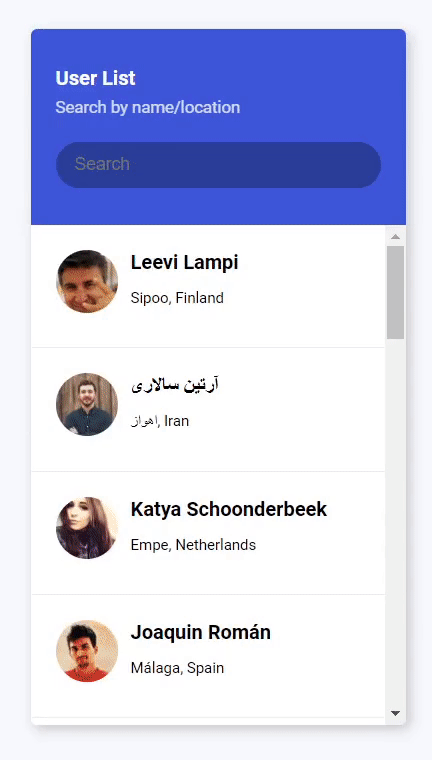 User List
Search by name/location
Search
Leevi Lampi
Sipoo, Finland
آرتین سالاری
اهواز, Iran
Katya Schoonderbeek
Empe, Netherlands
Joaquin Román
Málaga, Spain